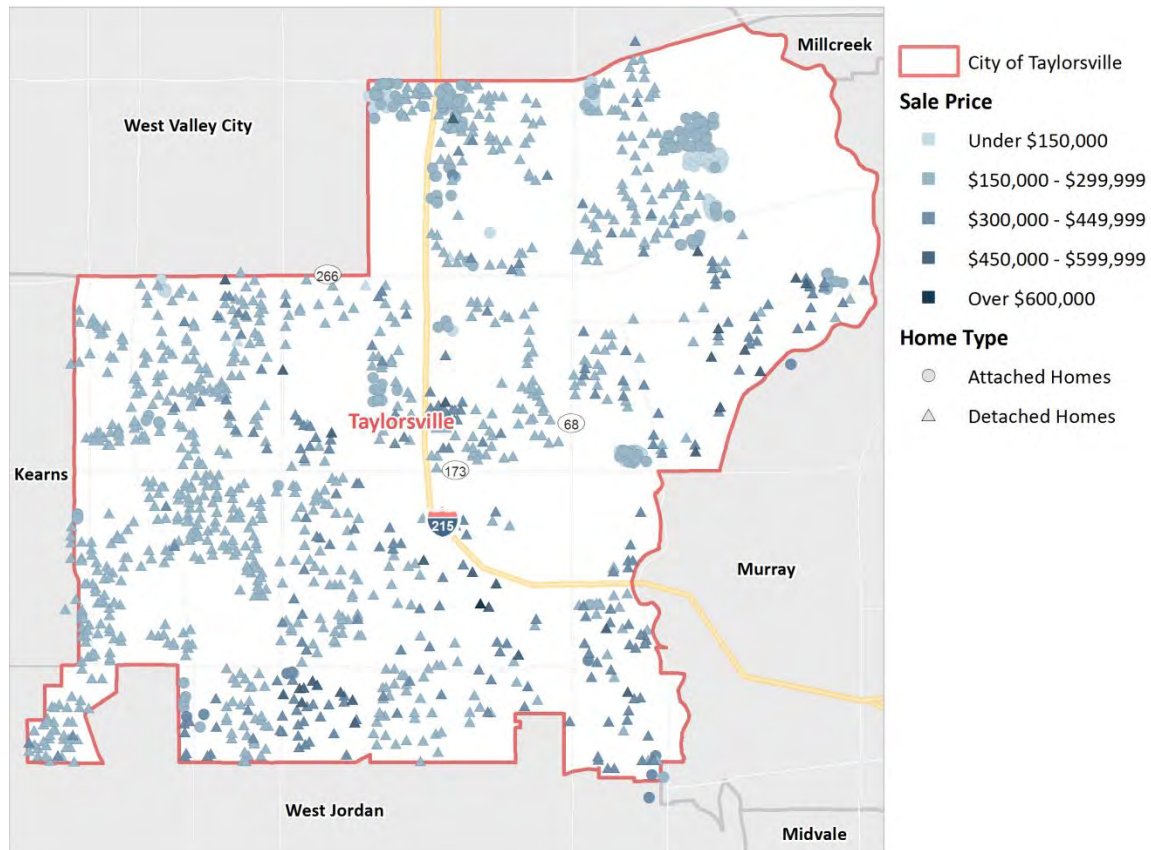 Millcreek
West Valley City
266
Taylorsville
68
Kearns
173
215
Murray
West Jordan
Midvale
City of Taylorsville
Sale Price
Under $150,000
$150,000 - $299,999
$300,000 - $449,999
$450,000 - $599,999
Over $600,000
Home Type
Attached Homes
Detached Homes